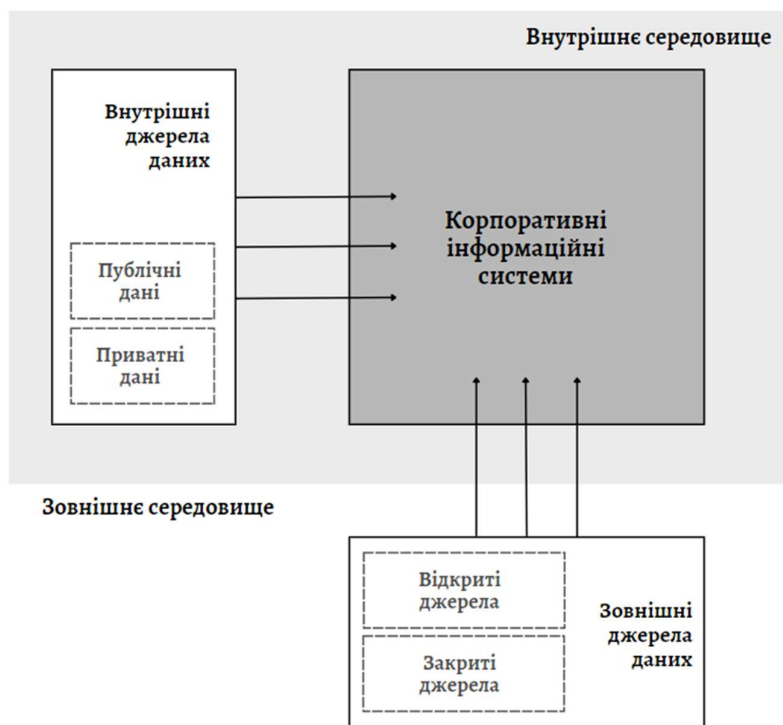 Внутрішнє середовище
Внутрішні
джерела
даних
Публічні
дані
Приватні
дані
Корпоративні
інформаційні
системи
Зовнішнє середовище
Відкриті
джерела
Закриті
джерела
Зовнішні
джерела
даних